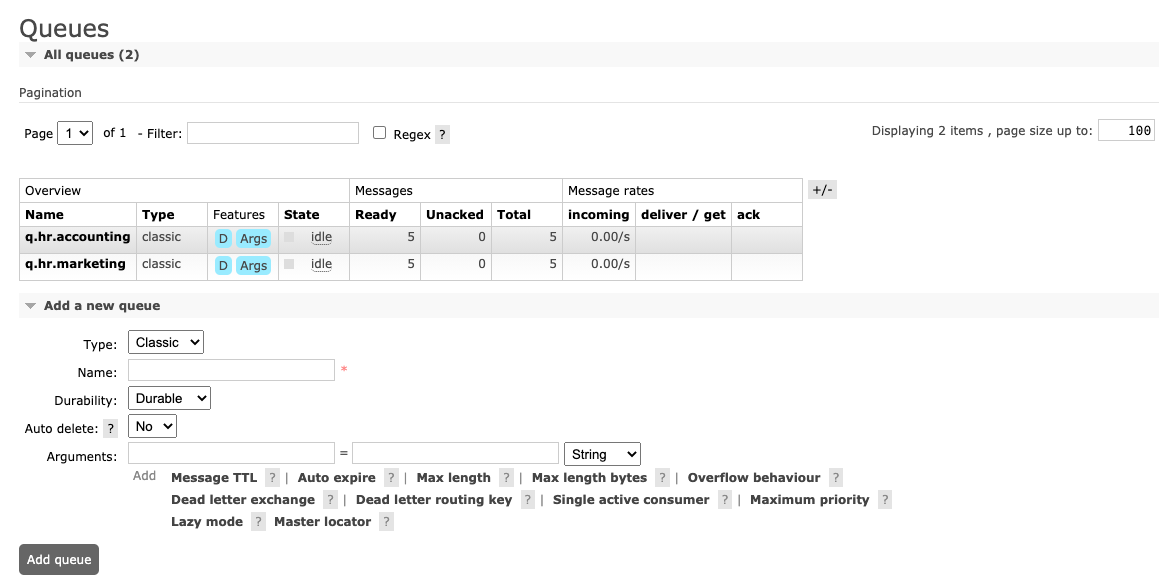 Queues
All queues (2)
Pagination
Page 1 of 1 - Filter: Regex ? Displaying 2 items , page size up to: 100
Overview Messages Message rates +/-
Name Type Features State Ready Unacked Total incoming deliver / get ack
q.hr.accounting classic D Args idle 5 0 5 0.00/s
q.hr.marketing classic D Args idle 5 0 5 0.00/s
Add a new queue
Type: Classic
Name: *
Durability: Durable
Auto delete: ? No
Arguments: = String
Add Message TTL ? | Auto expire ? | Max length ? | Max length bytes ? | Overflow behaviour ?
Dead letter exchange ? | Dead letter routing key ? | Single active consumer ? | Maximum priority ?
Lazy mode ? Master locator ?
Add queue